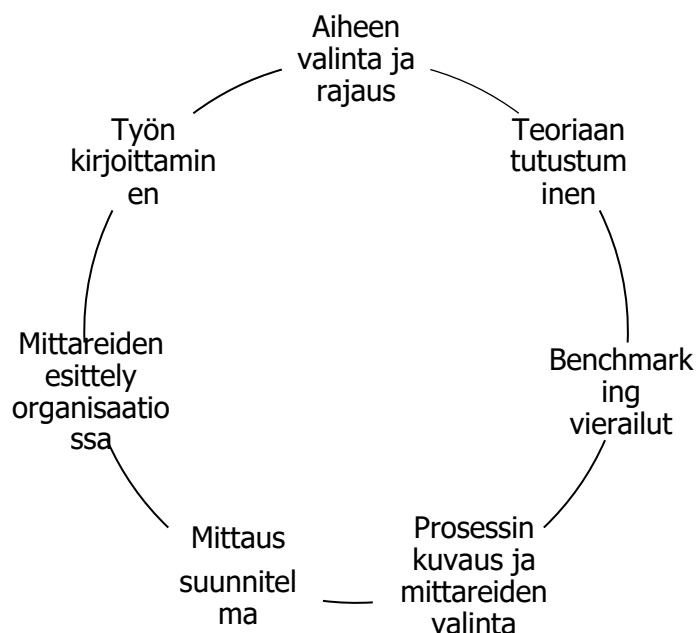 Aiheen
valinta ja
rajaus
Teoriaan
tutustum
inen
Benchmark
ing
vierailut
Prosessin
kuvaus ja
mittareiden
valinta
Mittaus
suunnitel
ma
Mittareiden
esittely
organisaatio
ssa
Työn
kirjoittamin
en